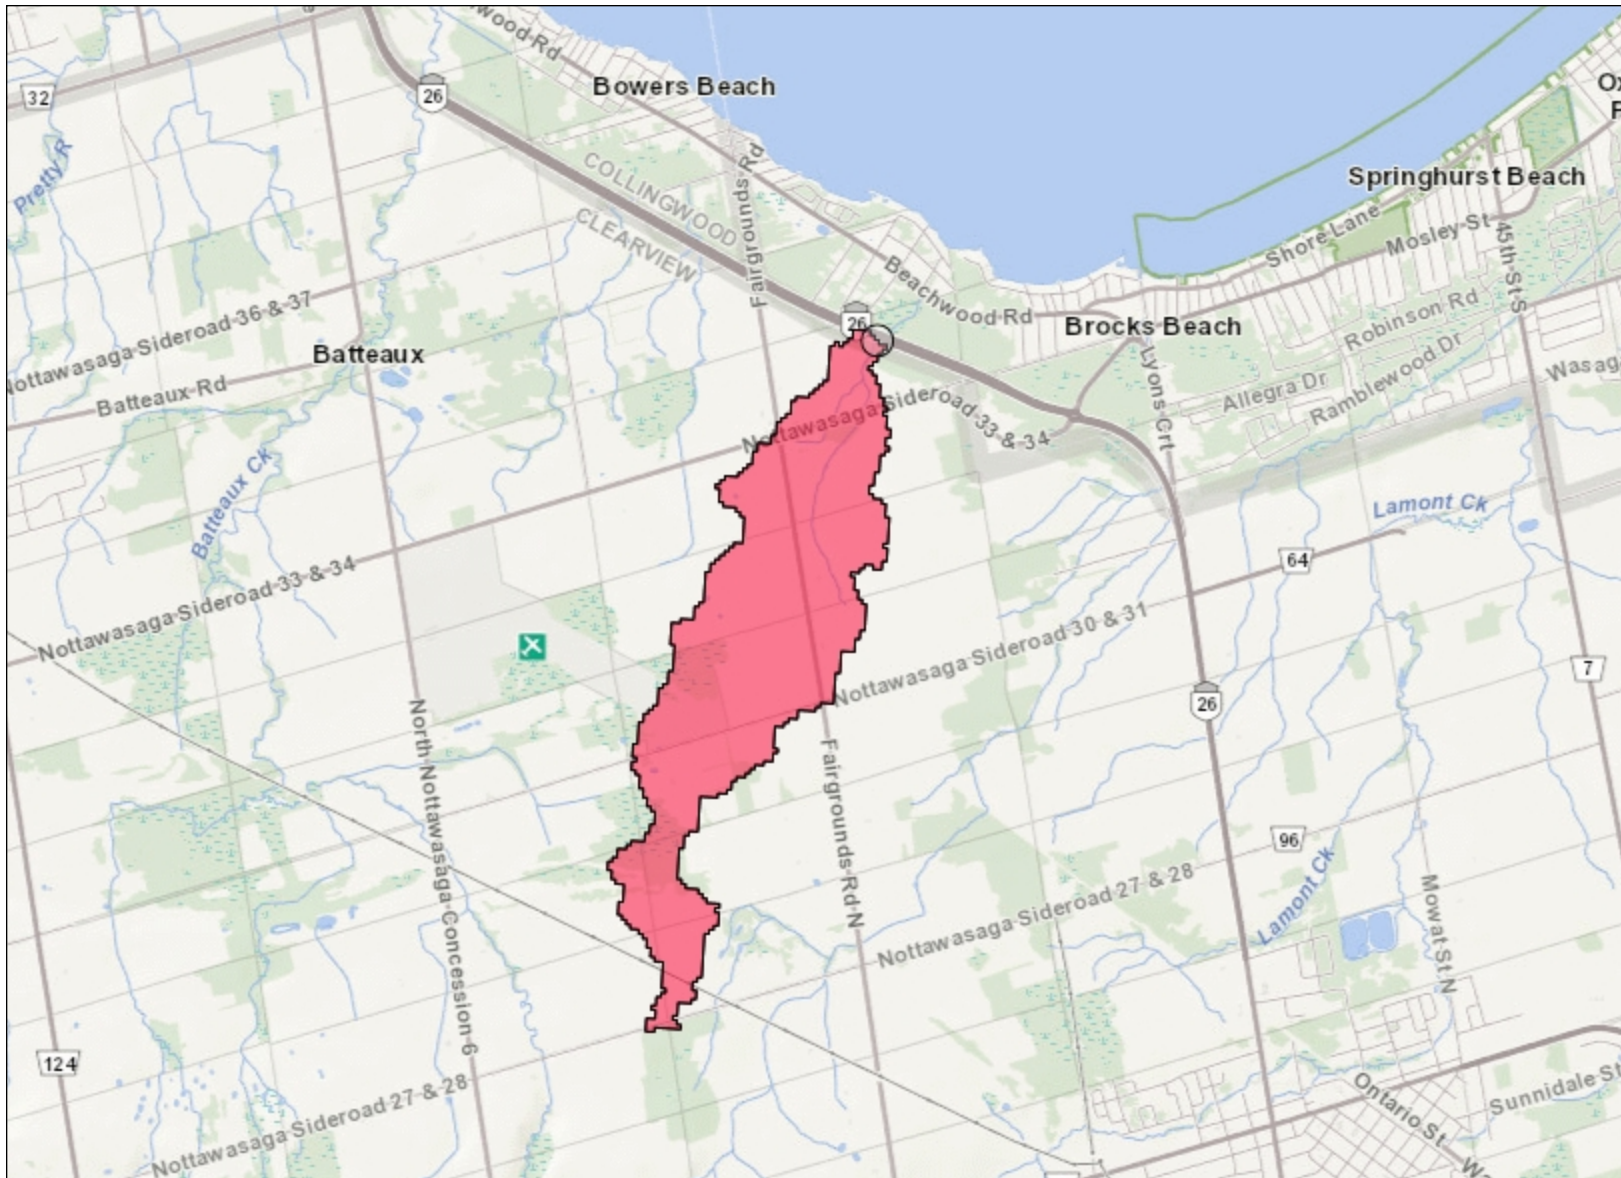 wood Rd
Bowers Beach
32
26
Pretty R
COLLINGWOOD
CLEARVIEW
Fairgrounds Rd
Springhurst Beach
Shore Lane
Mosley St
45th St S
Beachwood Rd
26
Brocks Beach
Robinson Rd
Nottawasaga Sideroad 36 & 37
Batteaux
Batteaux Rd
Lyons Crt
Allegra Dr
Ramblewood Dr
Wasag
Nottawasaga Sideroad 33 & 34
Batteaux Ck
Lamont Ck
64
Nottawasaga Sideroad 33 & 34
Nottawasaga Sideroad 30 & 31
7
26
North Nottawasaga Concession 6
Fairgrounds Rd N
96
Lamont Ck
Mowat St N
Nottawasaga Sideroad 27 & 28
124
Nottawasaga Sideroad 27 & 28
Ontario St
Sunnidale St